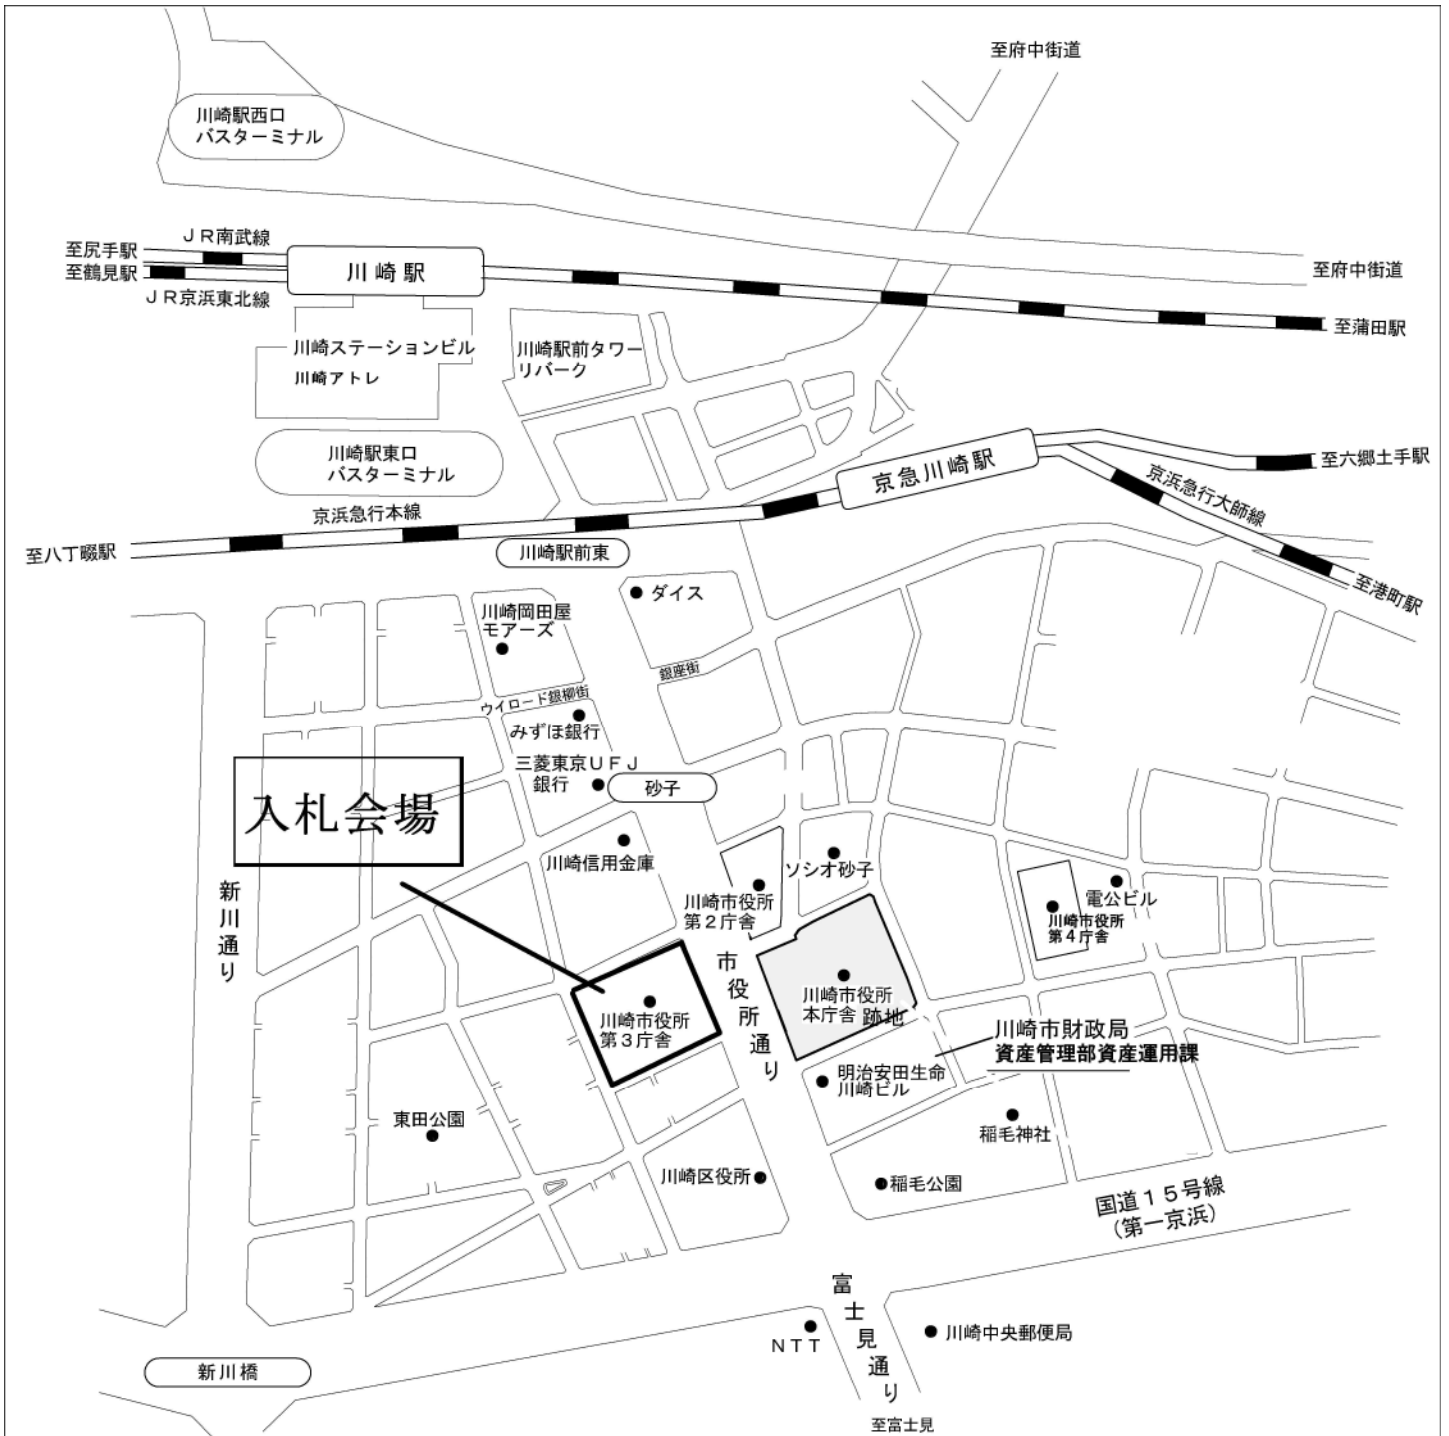 至府中街道
川崎駅西口
バスターミナル
ＪＲ南武線
至尻手駅
至鶴見駅
ＪＲ京浜東北線
川崎駅
至府中街道
至蒲田駅
川崎ステーションビル
川崎アトレ
川崎駅前タワー
リバーク
川崎駅東口
バスターミナル
京急川崎駅
至六郷土手駅
京浜急行大師線
京浜急行本線
至八丁畷駅
川崎駅前東
至港町駅
ダイス
川崎岡田屋
モアーズ
銀座街
ウイロード銀柳街
みずほ銀行
三菱東京ＵＦＪ
銀行
砂子
入札会場
川崎信用金庫
ソシオ砂子
川崎市役所
第２庁舎
電公ビル
川崎市役所
第４庁舎
新川通り
市役所通り
川崎市役所
本庁舎 跡地
川崎市役所
第３庁舎
川崎市財政局
資産管理部資産運用課
明治安田生命
川崎ビル
東田公園
稲毛神社
川崎区役所
稲毛公園
国道１５号線
（第一京浜）
富士見通り
ＮＴＴ
川崎中央郵便局
新川橋
至富士見